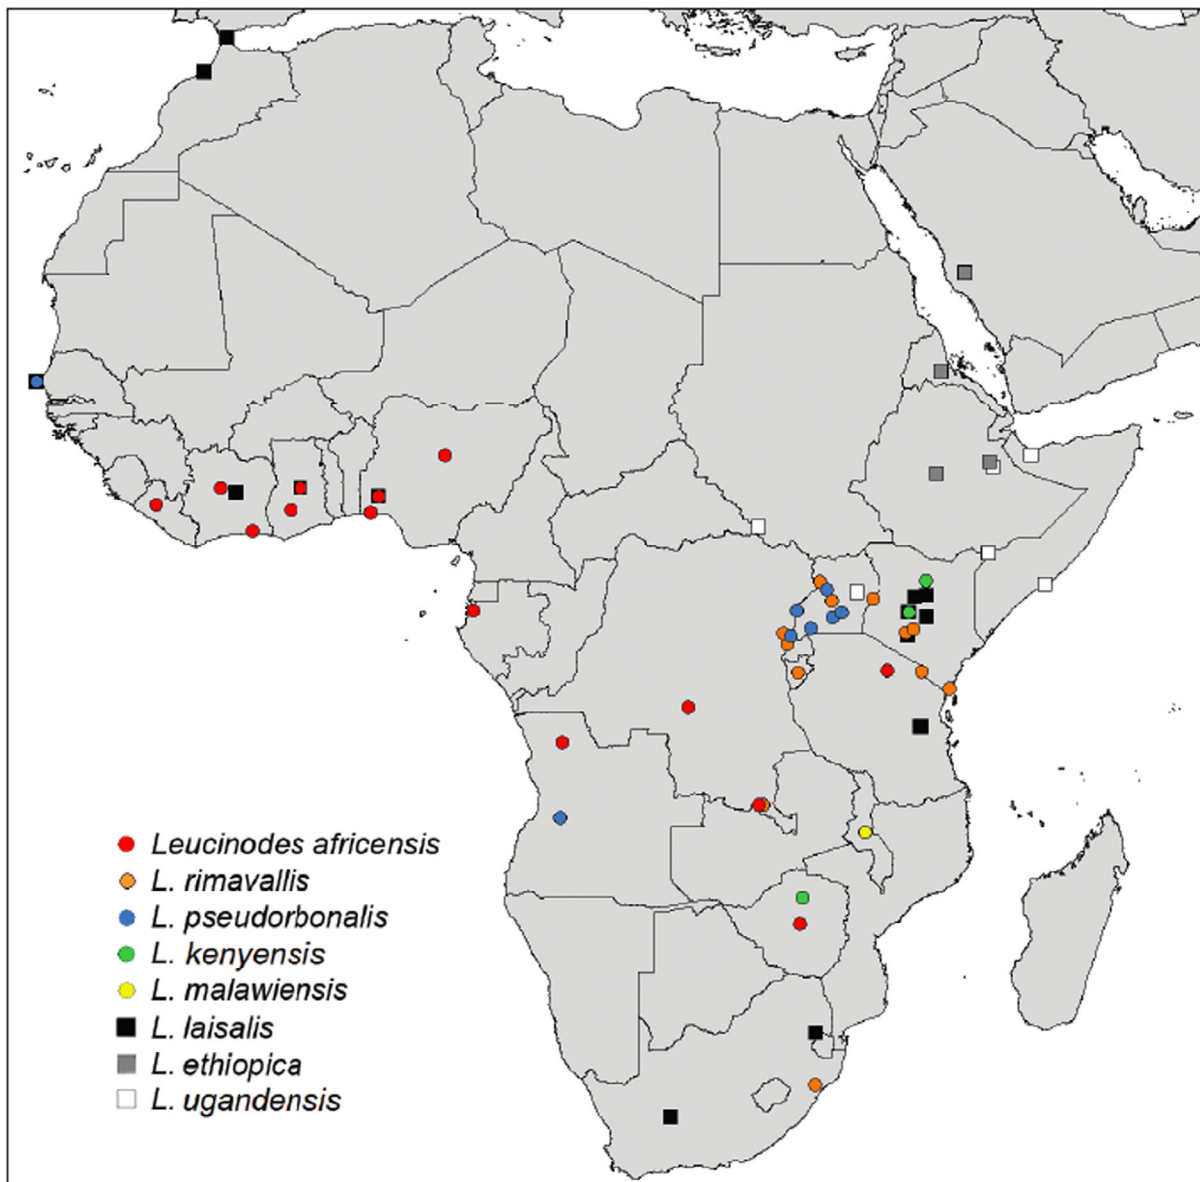 Leucinodes africensis
L. rimavallis
L. pseudorbonalis
L. kenyensis
L. malawiensis
L. laisalis
L. ethiopica
L. ugandensis